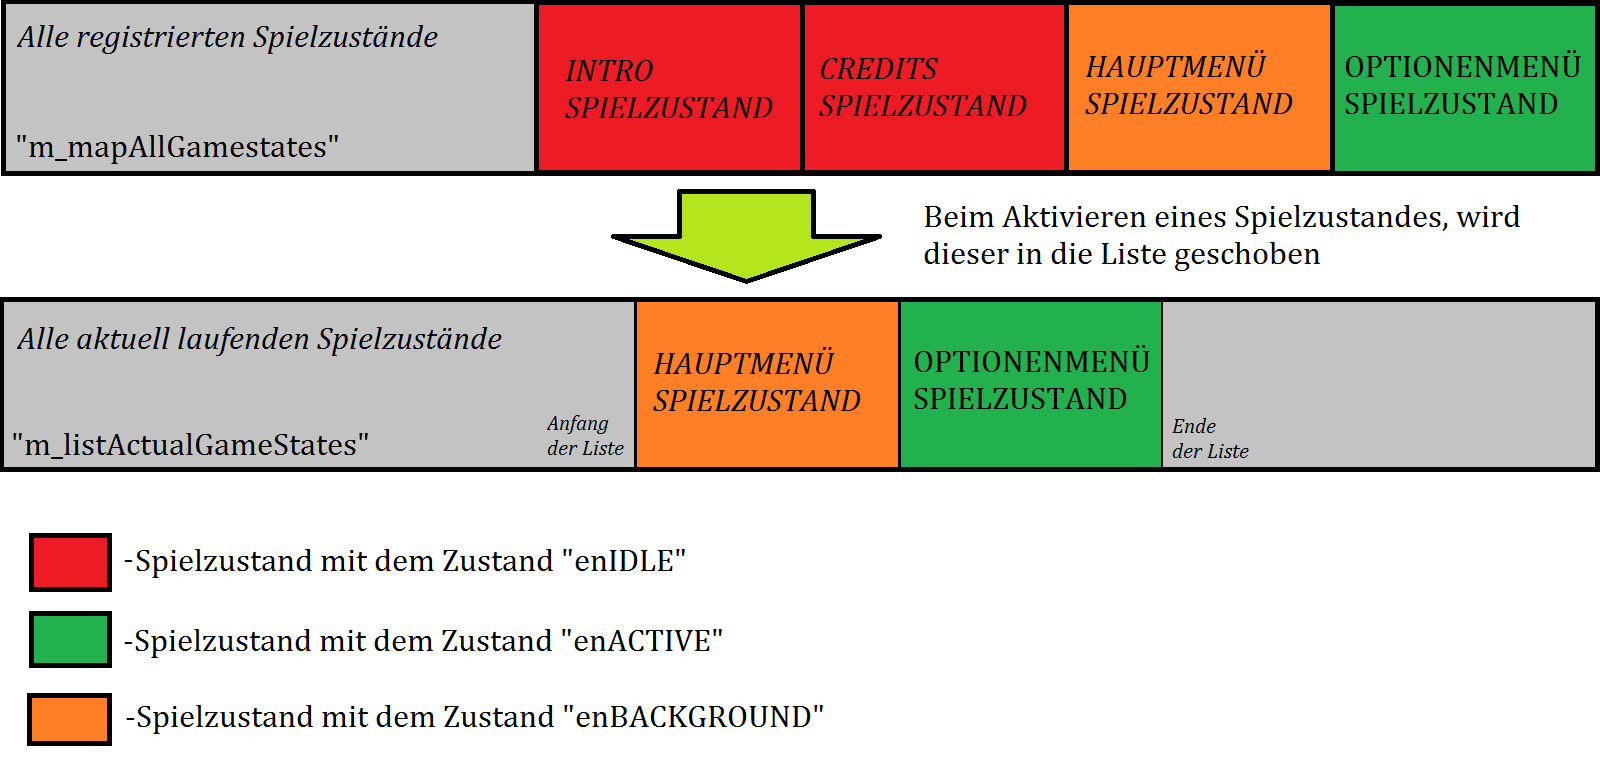 Alle registrierten Spielzustände
"m_mapAllGamestates"
INTRO
SPIELZUSTAND
CREDITS
SPIELZUSTAND
HAUPTMENÜ
SPIELZUSTAND
OPTIONENMENÜ
SPIELZUSTAND
Beim Aktivieren eines Spielzustandes, wird
dieser in die Liste geschoben
Alle aktuell laufenden Spielzustände
"m_listActualGameStates"
Anfang
der Liste
HAUPTMENÜ
SPIELZUSTAND
OPTIONENMENÜ
SPIELZUSTAND
Ende
der Liste
-Spielzustand mit dem Zustand "enIDLE"
-Spielzustand mit dem Zustand "enACTIVE"
-Spielzustand mit dem Zustand "enBACKGROUND"